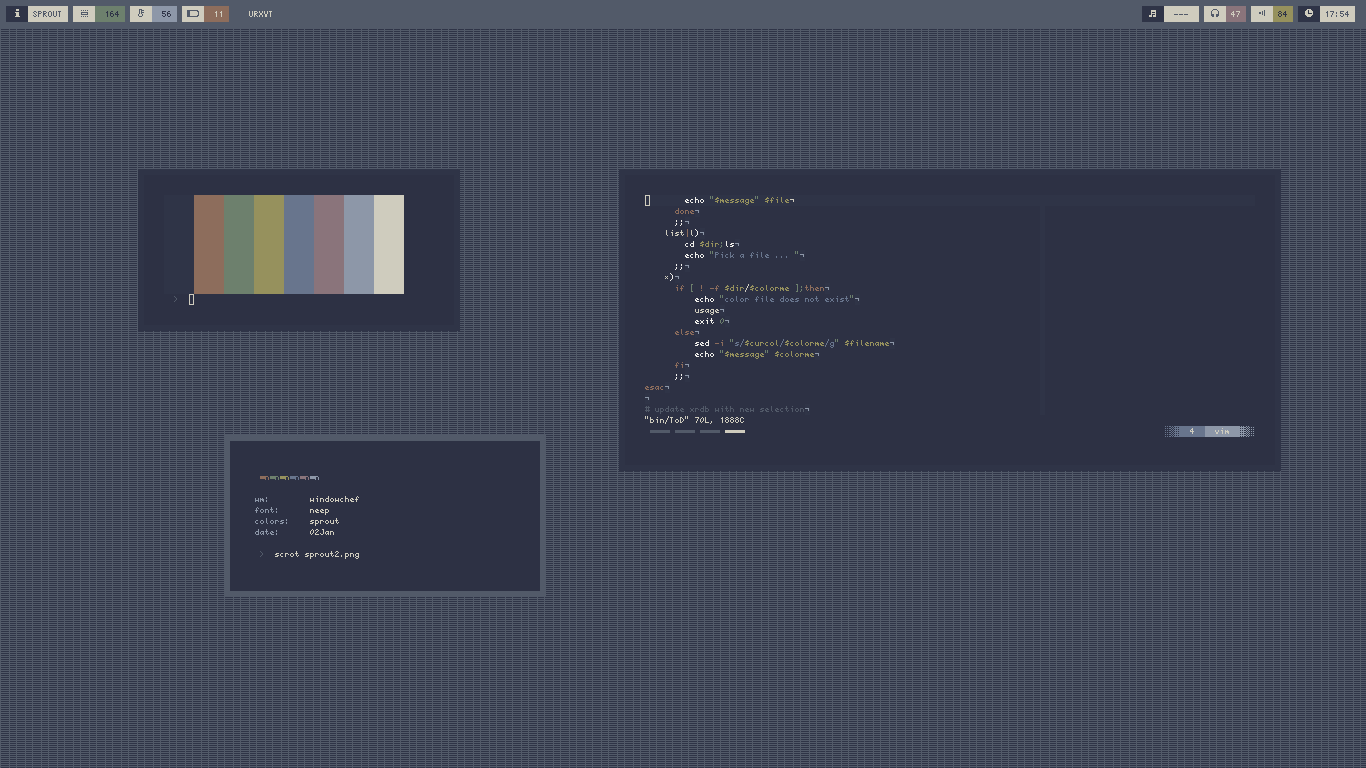 SPROUT 164 56 11 URXVT --- 47 84 17:54
>
echo "$message" $file¬
done¬
;;¬
list|l)¬
cd $dir;ls¬
echo "Pick a file ... "¬
;;¬
x)¬
if [ ! -f $dir/$colorme ];then¬
echo "color file does not exist"¬
usage¬
exit 0¬
else¬
sed -i "s/$curcol/$colorme/g" $filename¬
echo "$message" $colorme¬
fi¬
;;¬
esac¬
¬
# update xrdb with new selection¬
"bin/ToD" 70L, 1888C
4 vim
wm: windowchef
font: neep
colors: sprout
date: 02Jan
> scrot sprout2.png